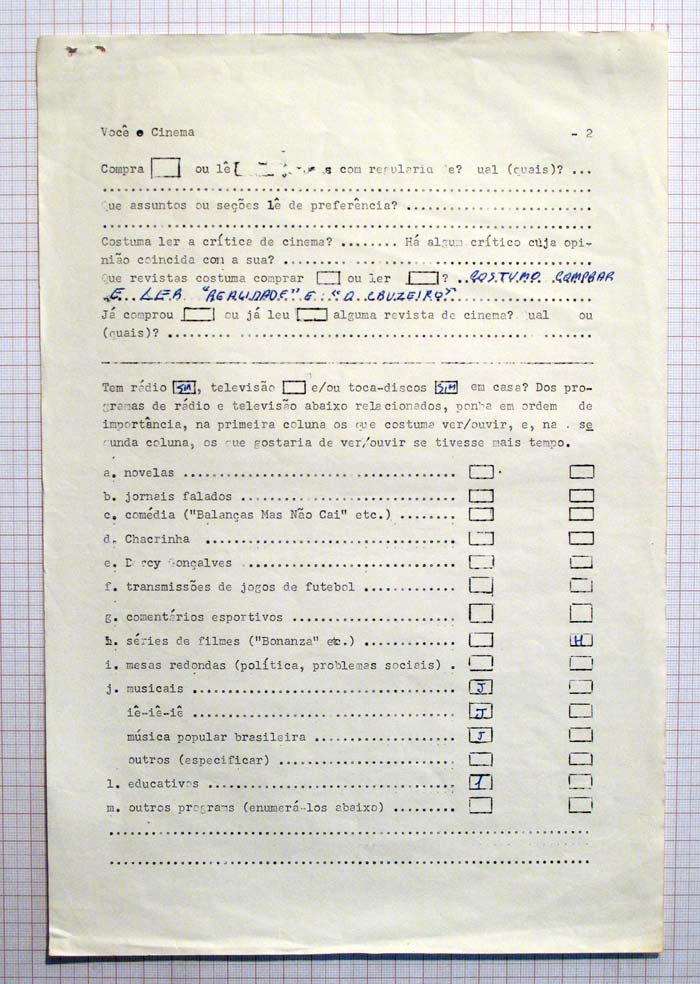 Você e Cinema - 2
Compra ou lê com regularia e? ual (quais)? ...
Que assuntos ou seções lê de preferência? ....................
Costuma ler a crítica de cinema? ........ Há algum crítico cuja opi-
nião coincida com a sua? ....................
Que revistas costuma comprar ou ler ? ..COSTUMO COMPRAR
E LER "REALIDADE" E "O CRUZEIRO"
Já comprou ou já leu alguma revista de cinema? ual ou
(quais)? ....................
Tem rádio SIM, televisão e/ou toca-discos SIM em casa? Dos pro-
gramas de rádio e televisão abaixo relacionados, ponha em ordem de
importância, na primeira coluna os que costuma ver/ouvir, e, na . se
gunda coluna, os que gostaria de ver/ouvir se tivesse mais tempo.
a. novelas ....................
b. jornais falados ....................
c. comédia ("Balanças Mas Não Cai" etc.) ........
d. Chacrinha ....................
e. Dercy Gonçalves ....................
f. transmissões de jogos de futebol .............
g. comentários esportivos ....................
h. séries de filmes ("Bonanza" etc.) ............. H
i. mesas redondas (política, problemas sociais) .
j. musicais .................... J
iê-iê-iê .................... J
música popular brasileira .................... J
outros (especificar) ....................
l. educativos ....................
m. outros programs (enumerá-los abaixo) .........